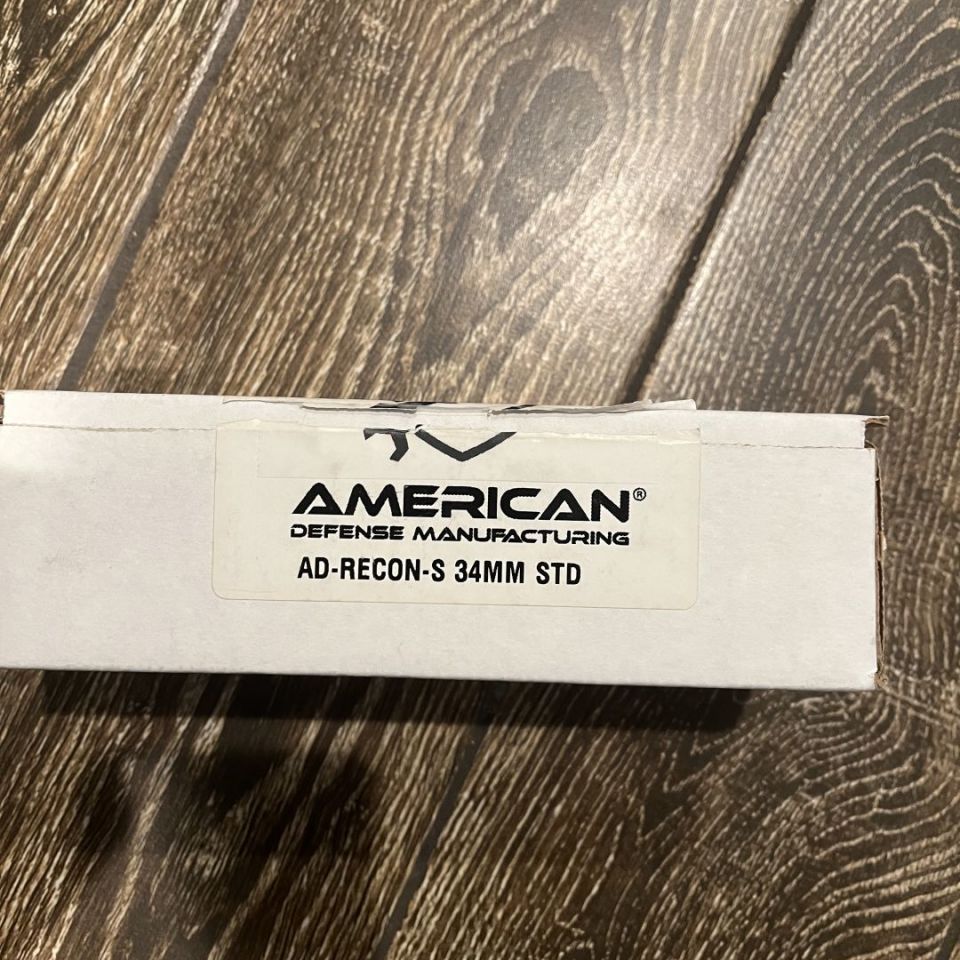 AMERICAN®
DEFENSE MANUFACTURING
AD-RECON-S 34MM STD